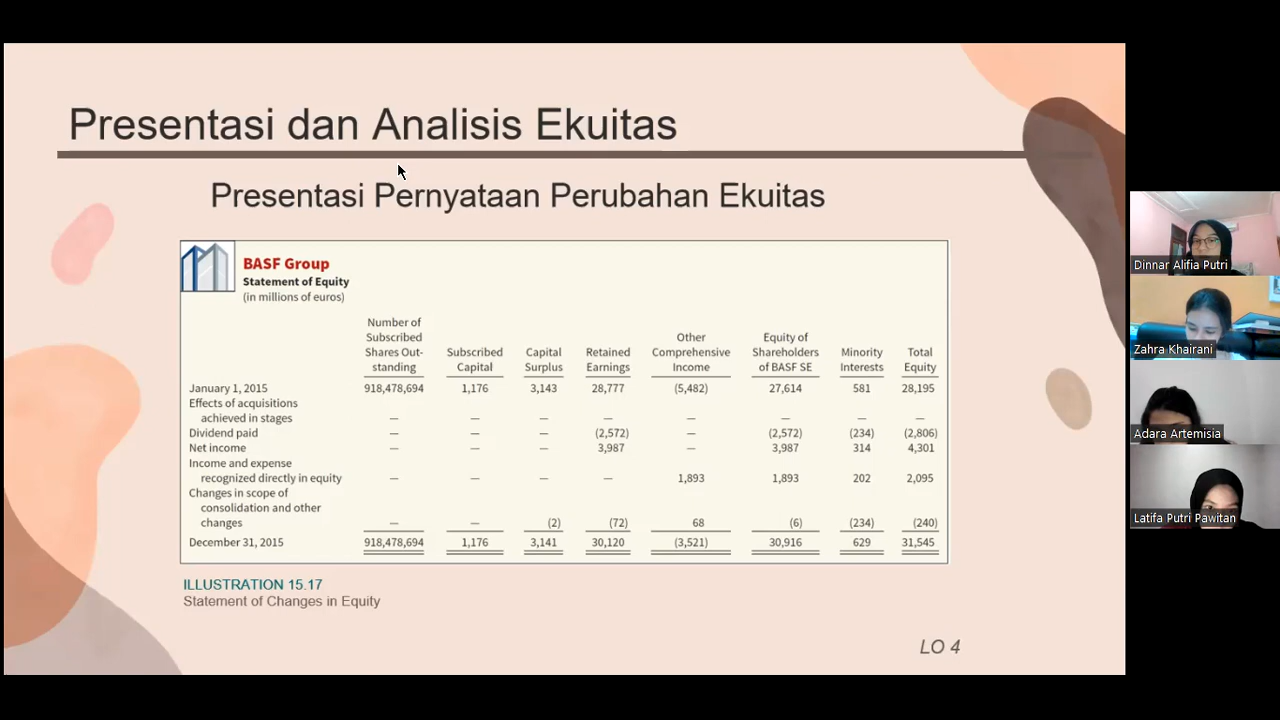 Presentasi dan Analisis Ekuitas
Presentasi Pernyataan Perubahan Ekuitas
BASF Group
Statement of Equity
(in millions of euros)
Number of
Subscribed Other Equity of
Shares Out- Subscribed Capital Retained Comprehensive Shareholders Minority Total
standing Capital Surplus Earnings Income of BASF SE Interests Equity
January 1, 2015 918,478,694 1,176 3,143 28,777 (5,482) 27,614 581 28,195
Effects of acquisitions
achieved in stages — — — — — — — —
Dividend paid — — — (2,572) — (2,572) (234) (2,806)
Net income — — — 3,987 — 3,987 314 4,301
Income and expense
recognized directly in equity — — — — 1,893 1,893 202 2,095
Changes in scope of
consolidation and other
changes — — (2) (72) 68 (6) (234) (240)
December 31, 2015 918,478,694 1,176 3,141 30,120 (3,521) 30,916 629 31,545
ILLUSTRATION 15.17
Statement of Changes in Equity
LO 4
Dinnar Alifia Putri
Zahra Khairani
Adara Artemisia
Latifa Putri Pawitan